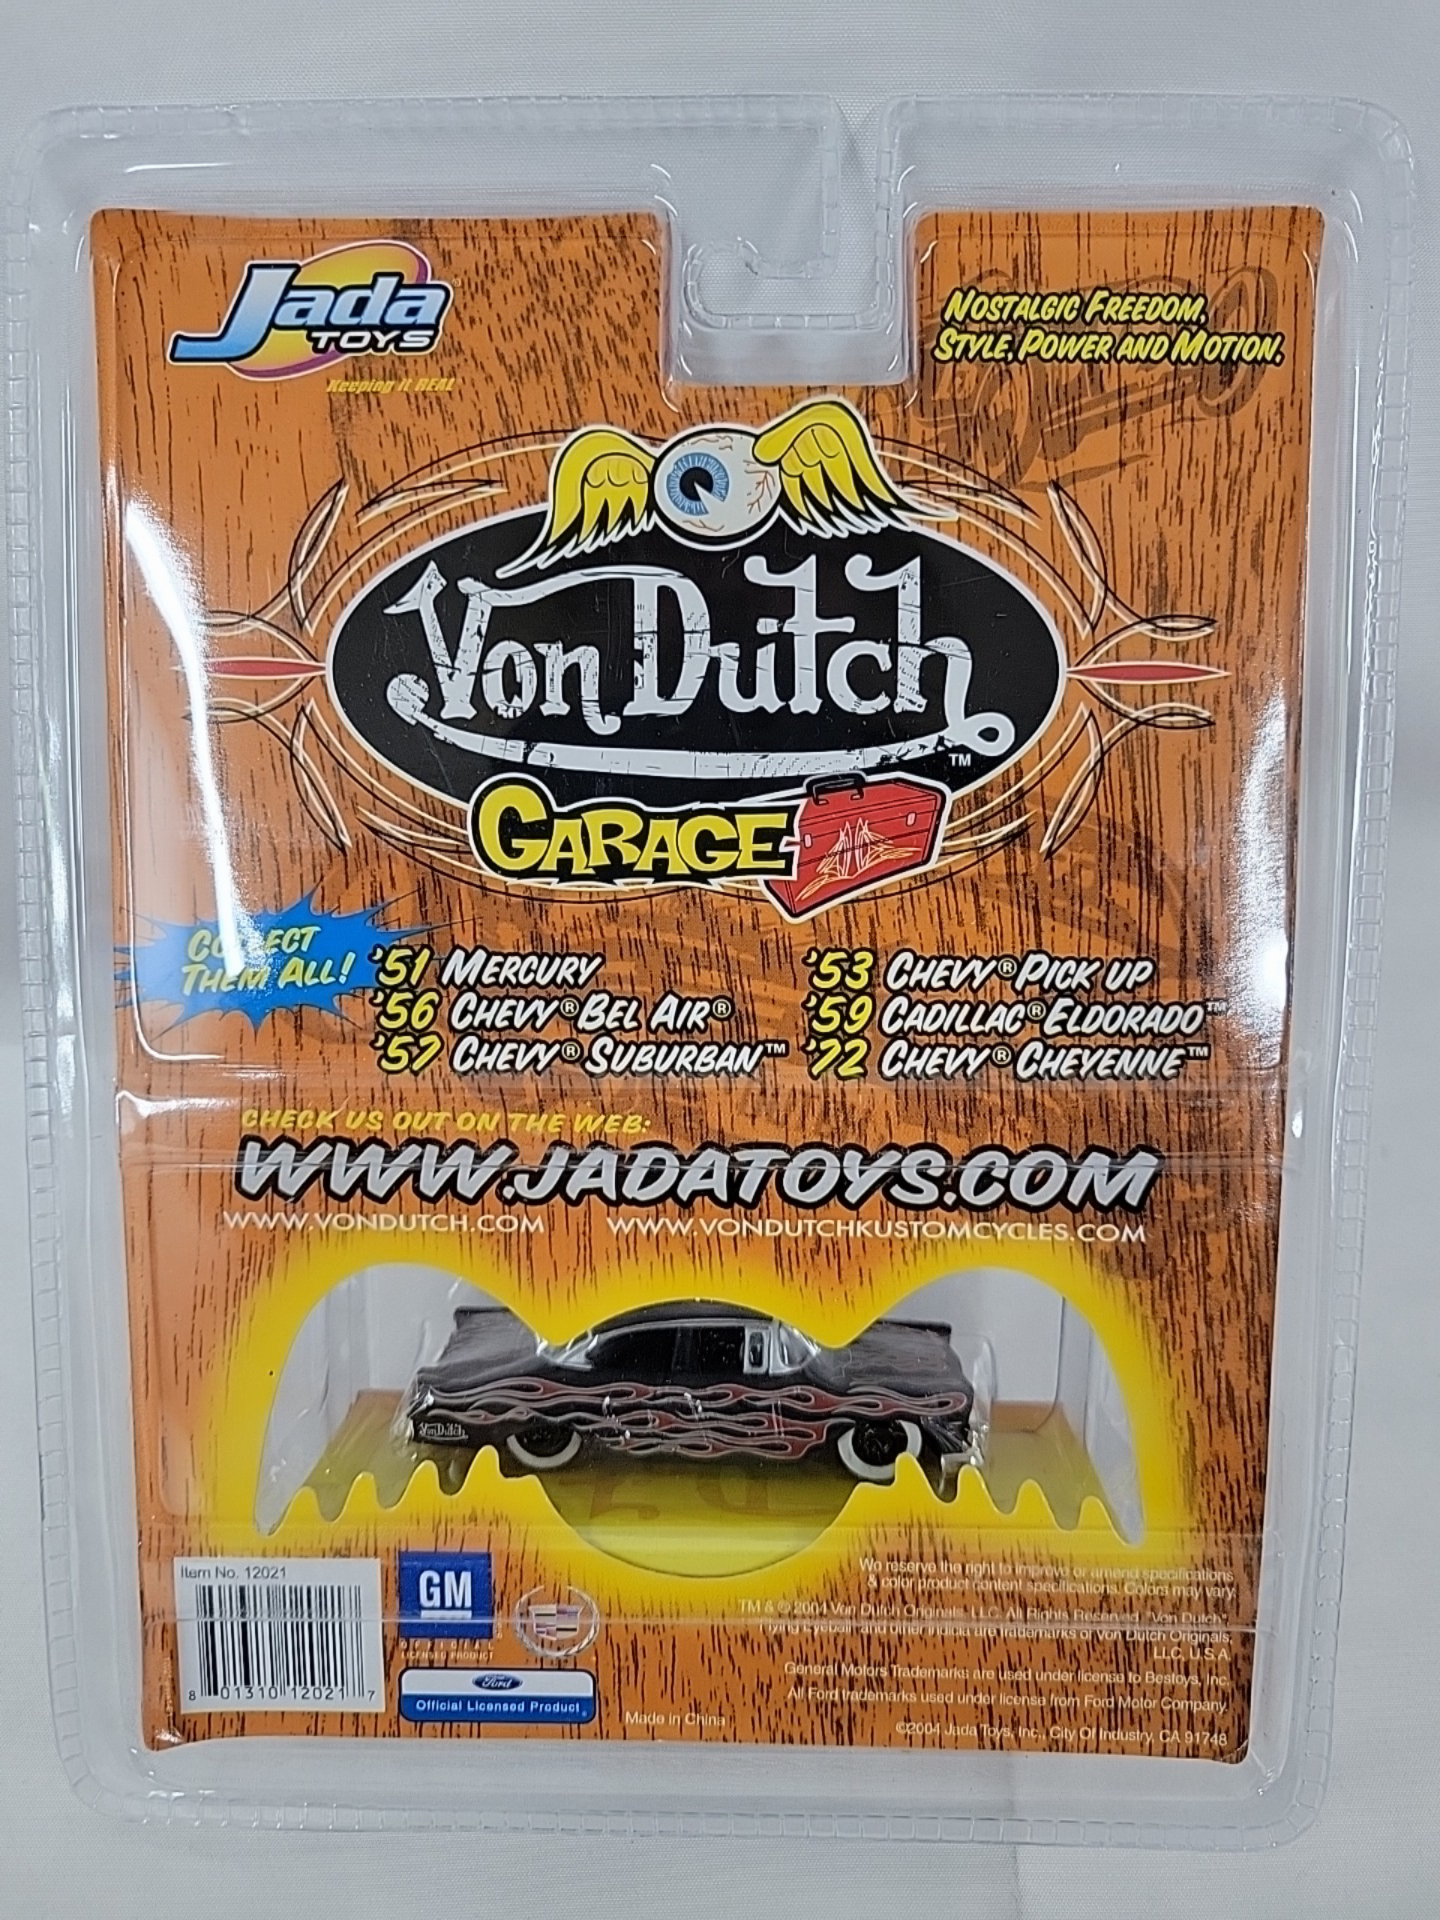 Jada
TOYS
Keeping it REAL
NOSTALGIC FREEDOM,
STYLE, POWER AND MOTION.
Von Dutch
TM
GARAGE
COLLECT
THEM ALL!
'51 MERCURY
'56 CHEVY® BEL AIR®
'57 CHEVY® SUBURBAN™
'53 CHEVY® PICK UP
'59 CADILLAC® ELDORADO™
'72 CHEVY® CHEYENNE™
CHECK US OUT ON THE WEB:
WWW.JADATOYS.COM
WWW.VONDUTCH.COM WWW.VONDUTCHKUSTOMCYCLES.COM
Von Dutch
Item No. 12021
8 01310 12021 7
GM
OFFICIAL
LICENSED PRODUCT
Ford
Official Licensed Product
Made in China
We reserve the right to improve or amend specifications
& color product content specifications. Colors may vary.
TM & © 2004 Von Dutch Originals, LLC. All Rights Reserved. "Von Dutch",
"Flying Eyeball" and other indicia are trademarks of Von Dutch Originals,
LLC, U.S.A.
General Motors Trademarks are used under license to Bestoys, Inc.
All Ford trademarks used under license from Ford Motor Company.
©2004 Jada Toys, Inc., City Of Industry, CA 91748